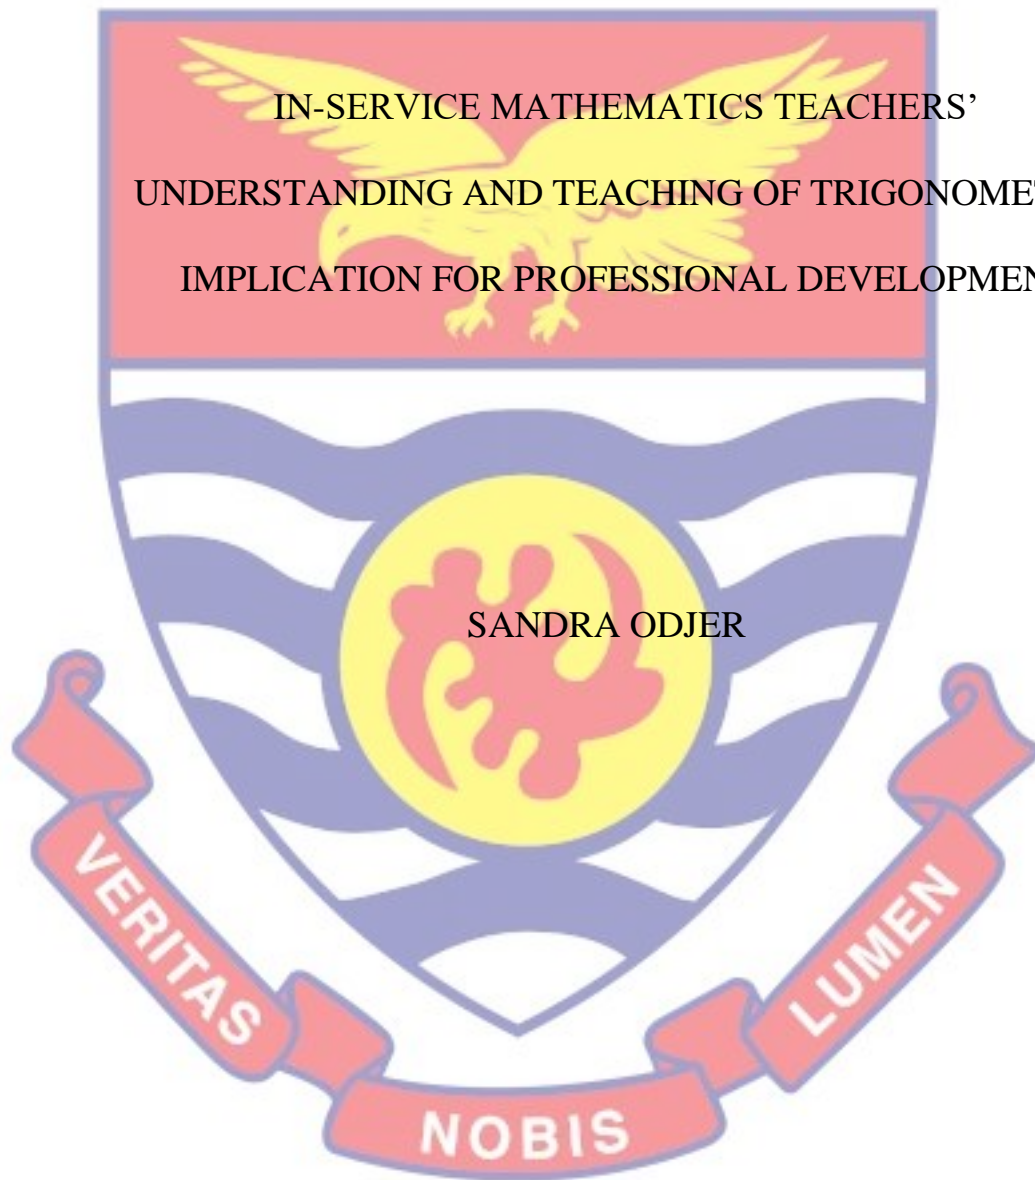 IN-SERVICE MATHEMATICS TEACHERS’
UNDERSTANDING AND TEACHING OF
IMPLICATION FOR PROFESSIONAL
SANDRA ODJER
VERITAS
NOBIS
LUMEN